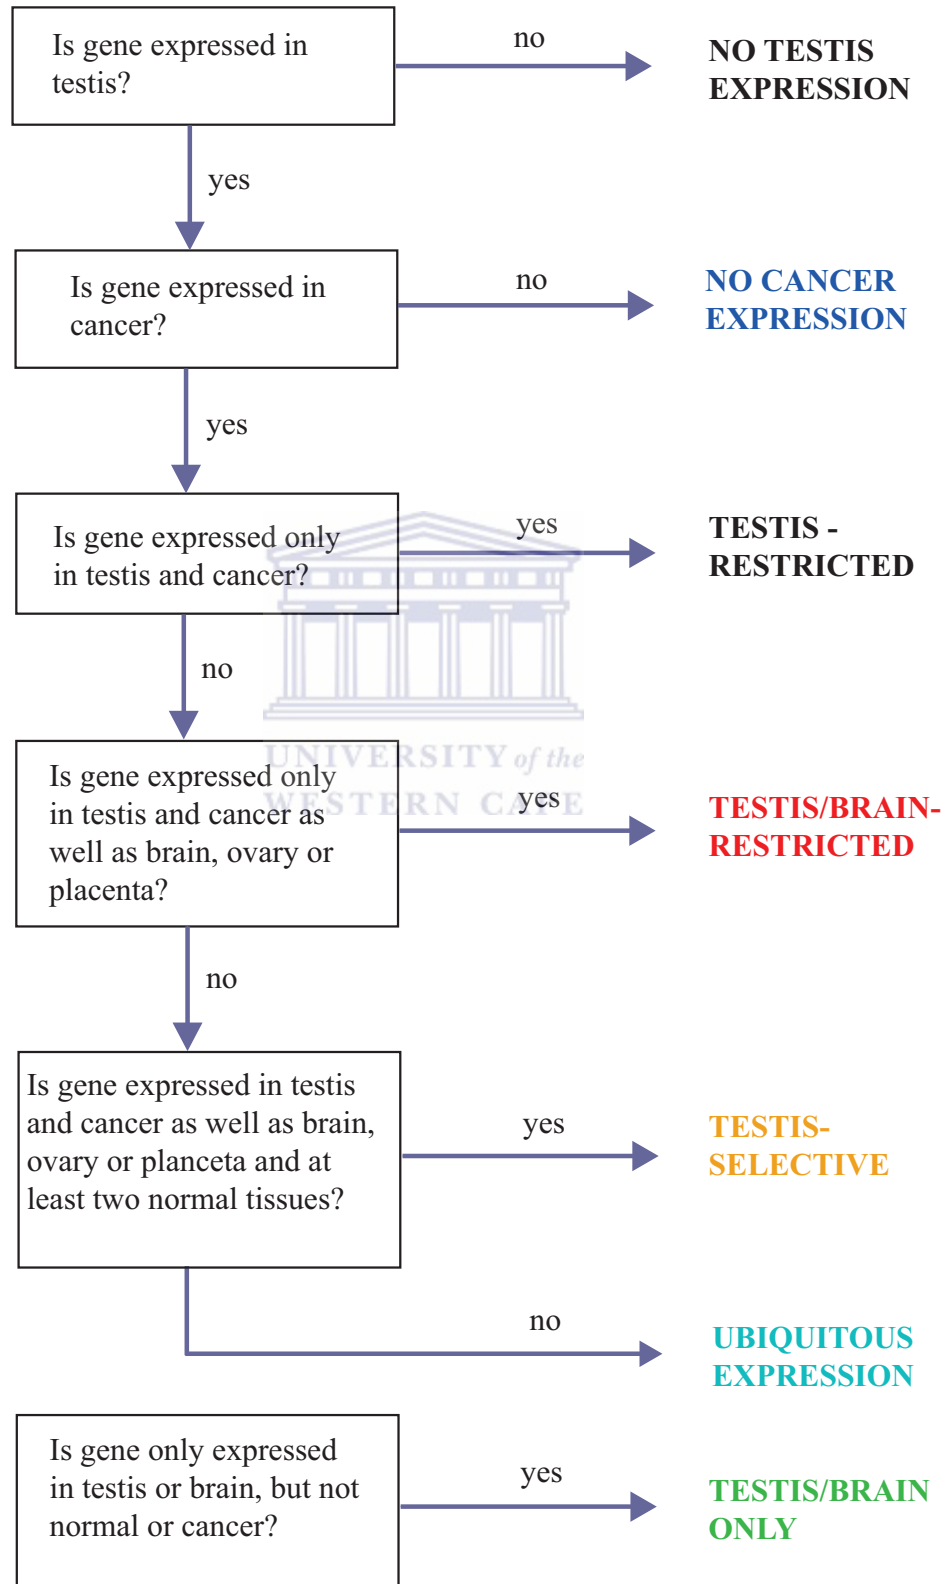 Is gene expressed in
testis?
no
NO TESTIS
EXPRESSION
yes
Is gene expressed in
cancer?
no
NO CANCER
EXPRESSION
yes
Is gene expressed only
in testis and cancer?
yes
TESTIS -
RESTRICTED
no
UNIVERSITY of the
WESTERN CAPE
Is gene expressed only
in testis and cancer as
well as brain, ovary or
placenta?
yes
TESTIS/BRAIN-
RESTRICTED
no
Is gene expressed in testis
and cancer as well as brain,
ovary or planceta and at
least two normal tissues?
yes
TESTIS-
SELECTIVE
no
UBIQUITOUS
EXPRESSION
Is gene only expressed
in testis or brain, but not
normal or cancer?
yes
TESTIS/BRAIN
ONLY